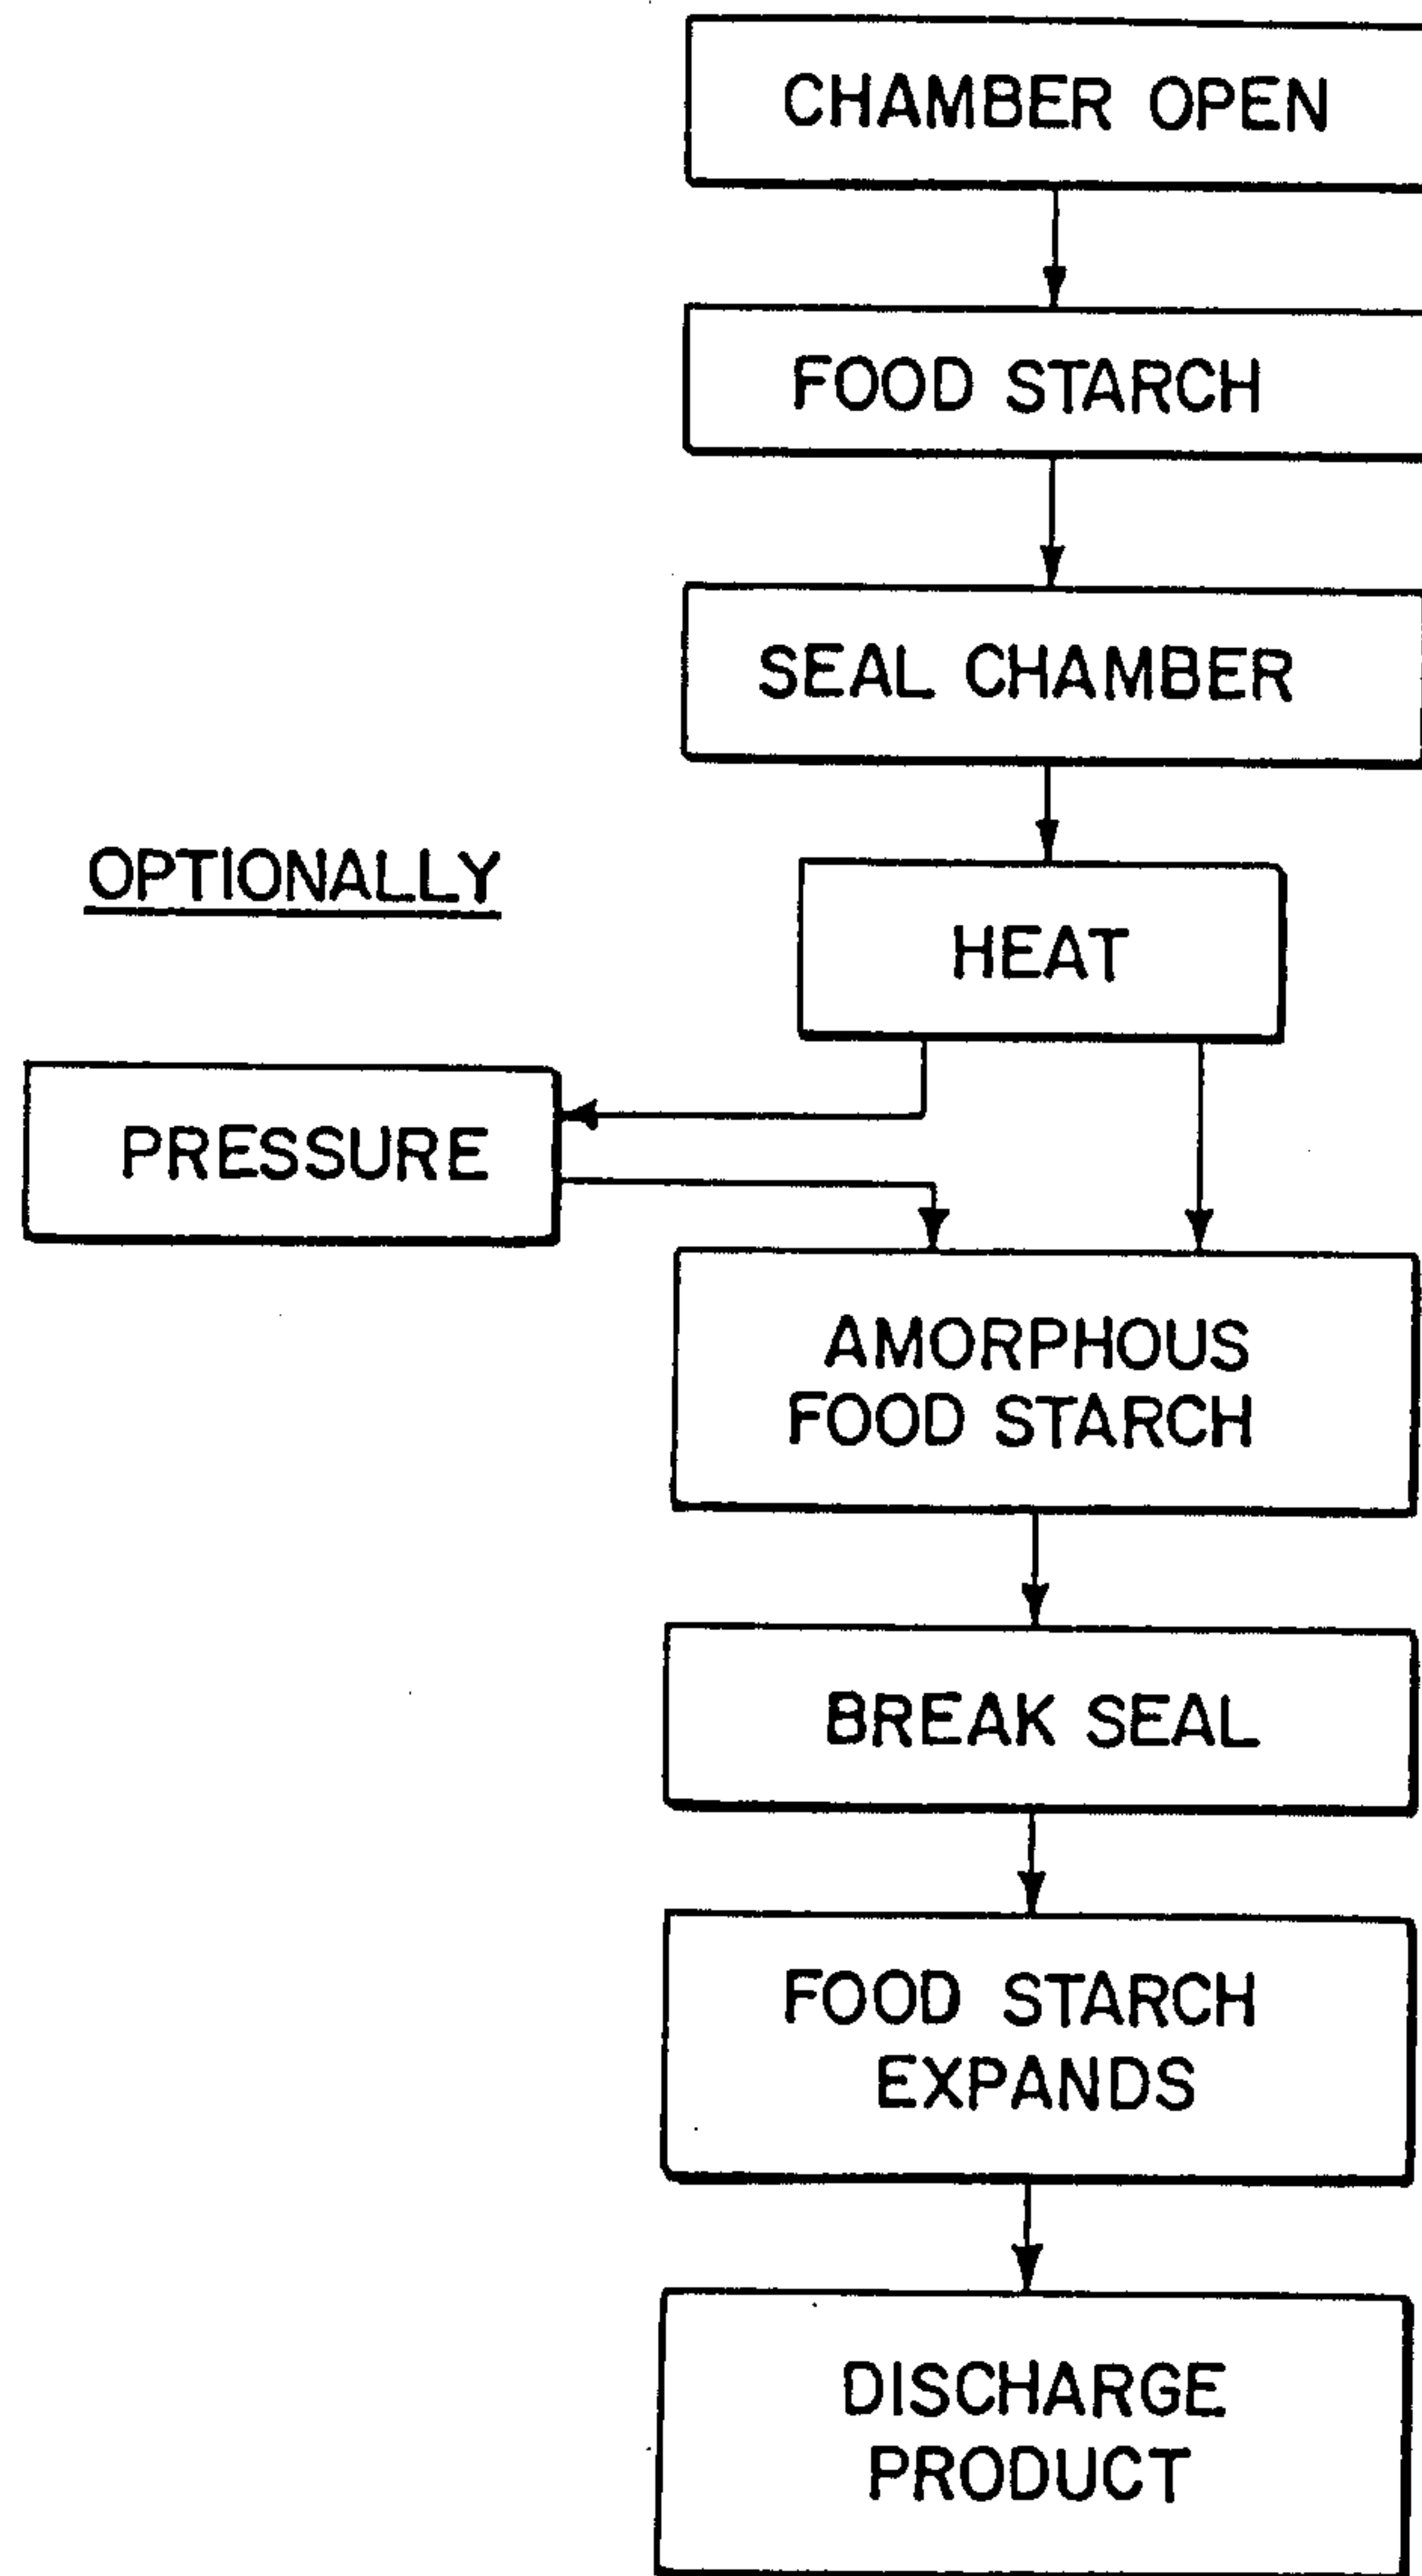 CHAMBER OPEN
FOOD STARCH
SEAL CHAMBER
OPTIONALLY
HEAT
PRESSURE
AMORPHOUS
FOOD STARCH
BREAK SEAL
FOOD STARCH
EXPANDS
DISCHARGE
PRODUCT